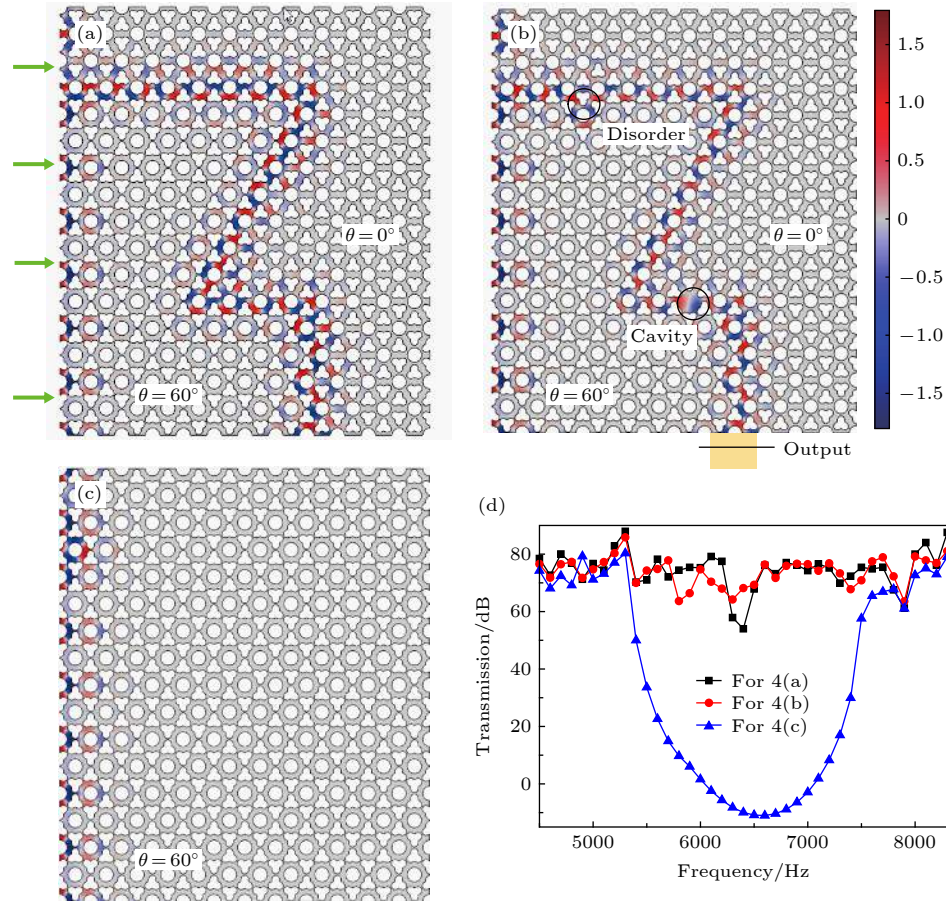 (a)
θ = 0°
θ = 60°
(b)
Disorder
θ = 0°
Cavity
θ = 60°
Output
1.5
1.0
0.5
0
−0.5
−1.0
−1.5
(c)
θ = 60°
(d)
Transmission/dB
80
60
40
20
0
For 4(a)
For 4(b)
For 4(c)
5000 6000 7000 8000
Frequency/Hz